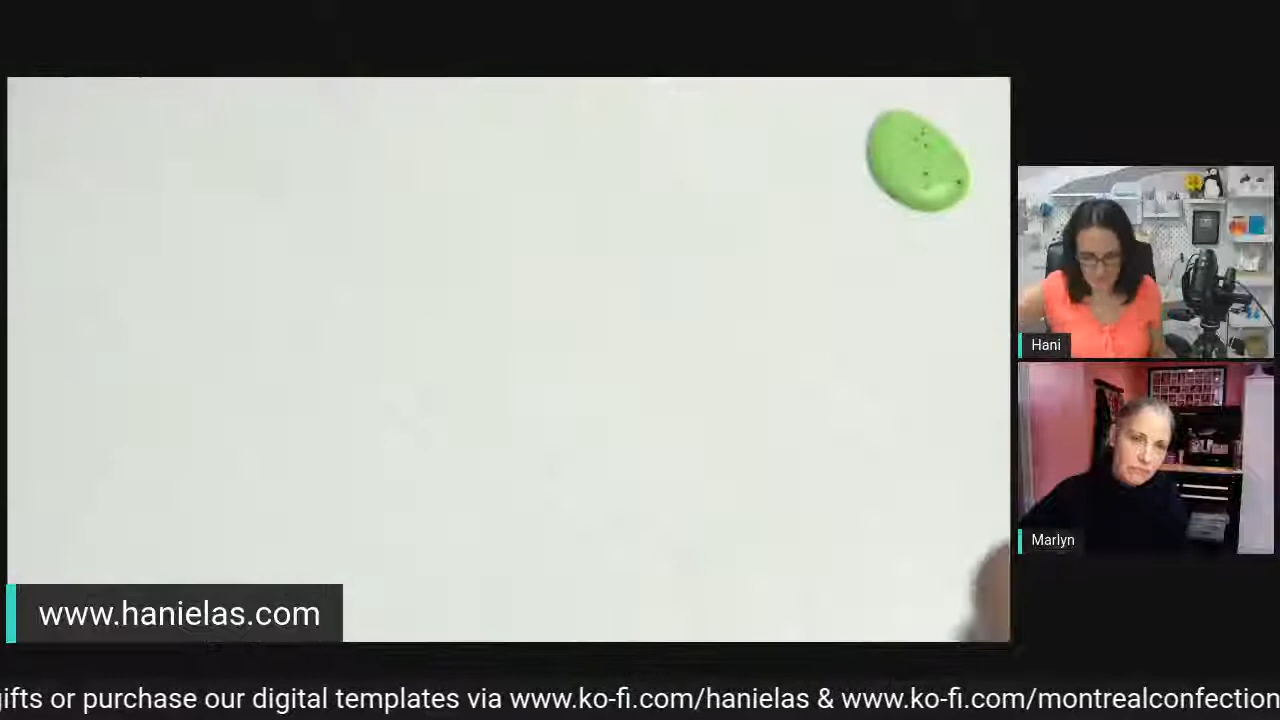 Hani
Marlyn
www.hanielas.com
gifts or purchase our digital templates via www.ko-fi.com/hanielas & www.ko-fi.com/montrealconfection